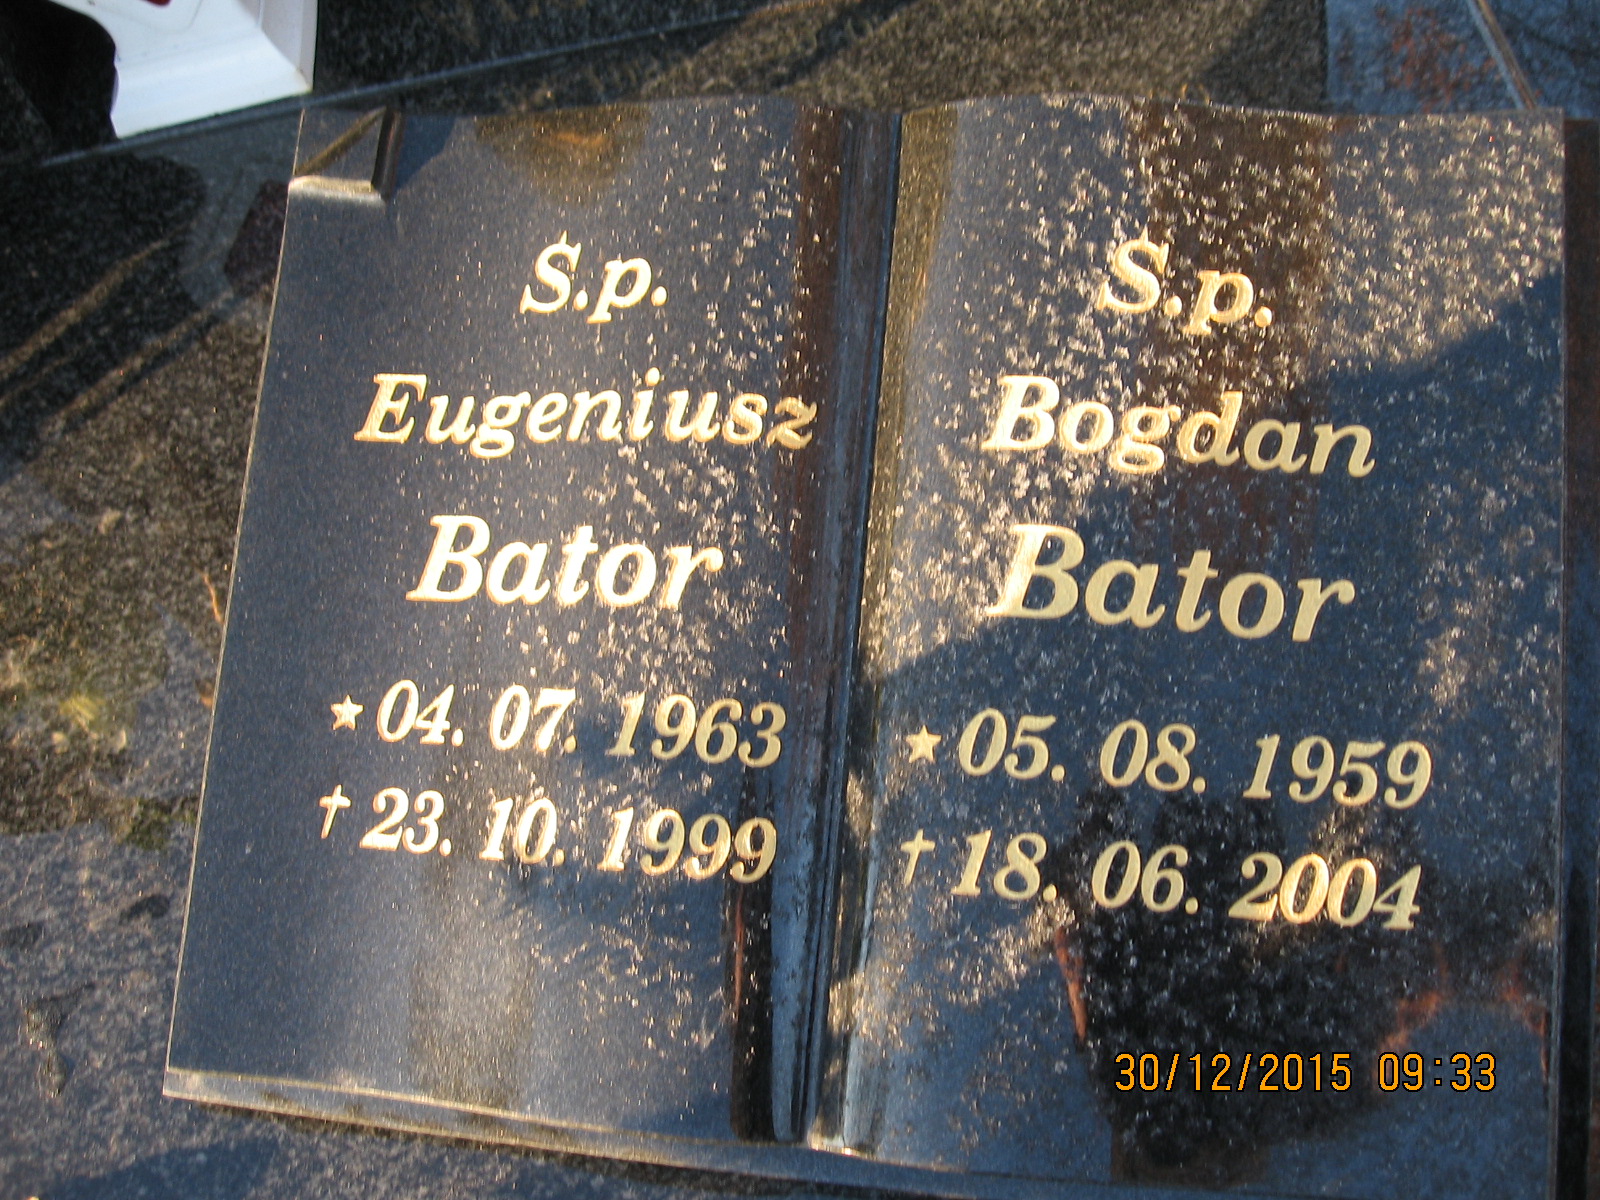 Ś.p.
Eugeniusz
Bator
★ 04. 07. 1963
† 23. 10. 1999
Ś.p.
Bogdan
Bator
★ 05. 08. 1959
† 18. 06. 2004
30/12/2015 09:33